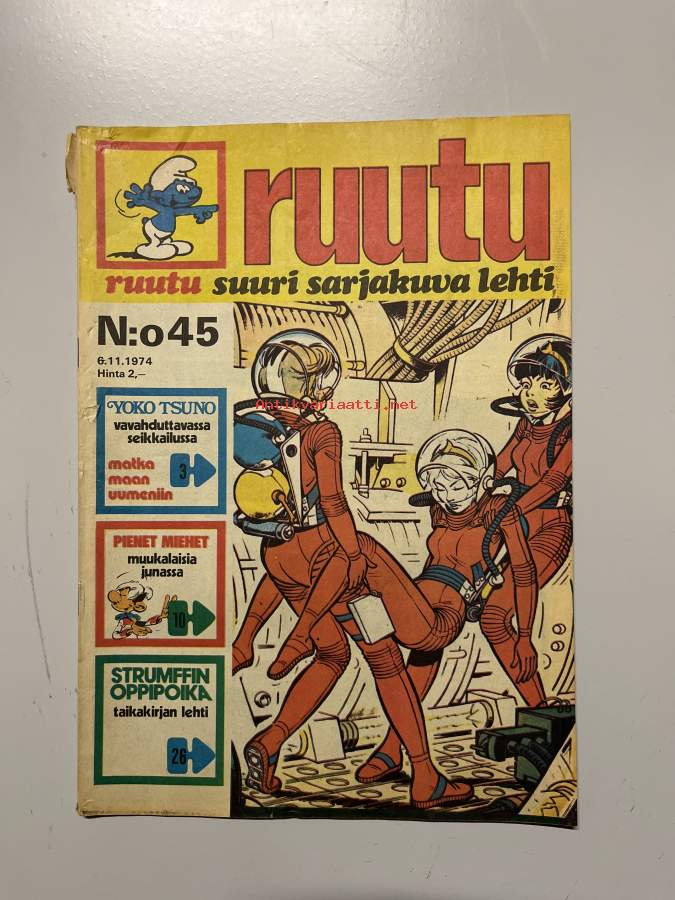 ruutu
ruutu suuri sarjakuva lehti
N:o 45
6.11.1974
Hinta 2,–
YOKO TSUNO
vavahduttavassa
seikkailussa
matka
maan
uumeniin
3
PIENET MIEHET
muukalaisia
junassa
10
STRUMFFIN
OPPIPOIKA
taikakirjan lehti
26
Antikvariaatti.net